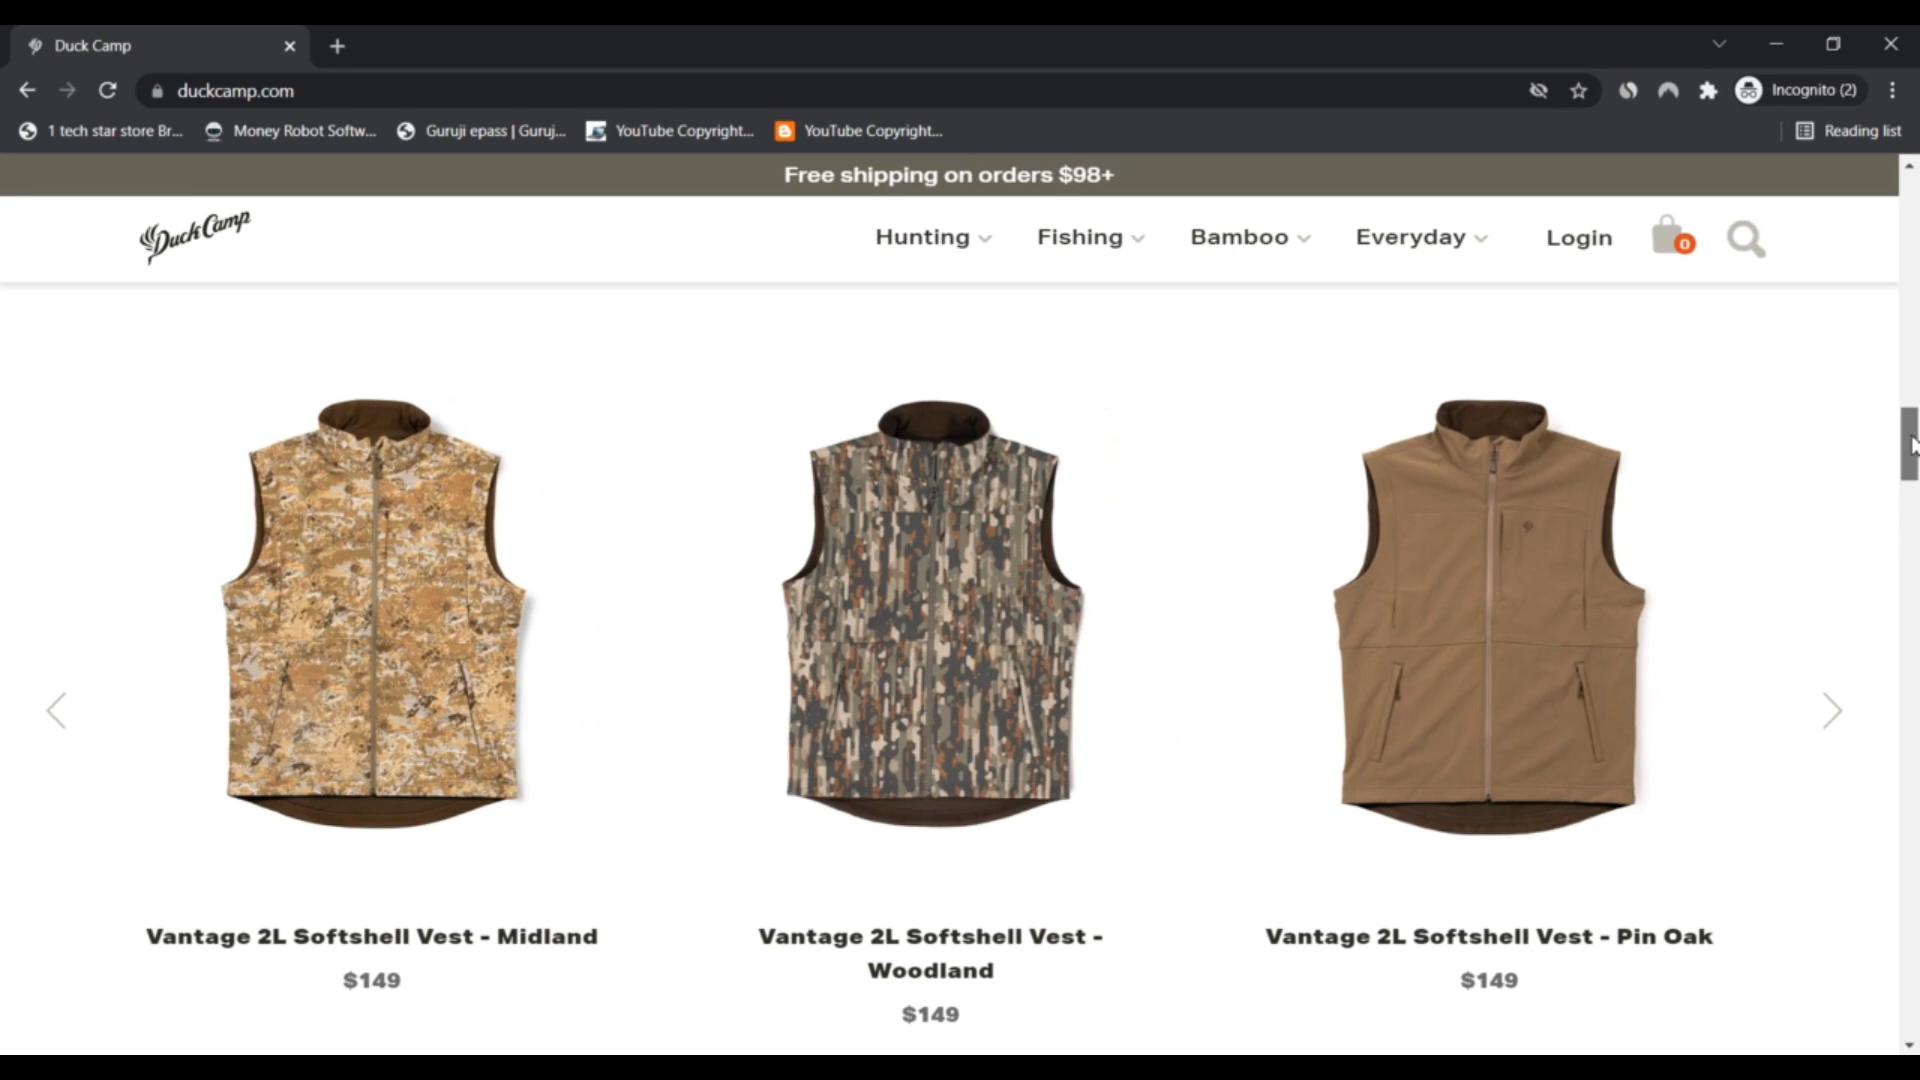 Duck Camp
duckcamp.com
Incognito (2)
1 tech star store Br...
Money Robot Softw...
Guruji epass | Guruj...
YouTube Copyright...
YouTube Copyright...
Reading list
Free shipping on orders $98+
Duck Camp
Hunting
Fishing
Bamboo
Everyday
Login
0
Vantage 2L Softshell Vest - Midland
$149
Vantage 2L Softshell Vest -
Woodland
$149
Vantage 2L Softshell Vest - Pin Oak
$149